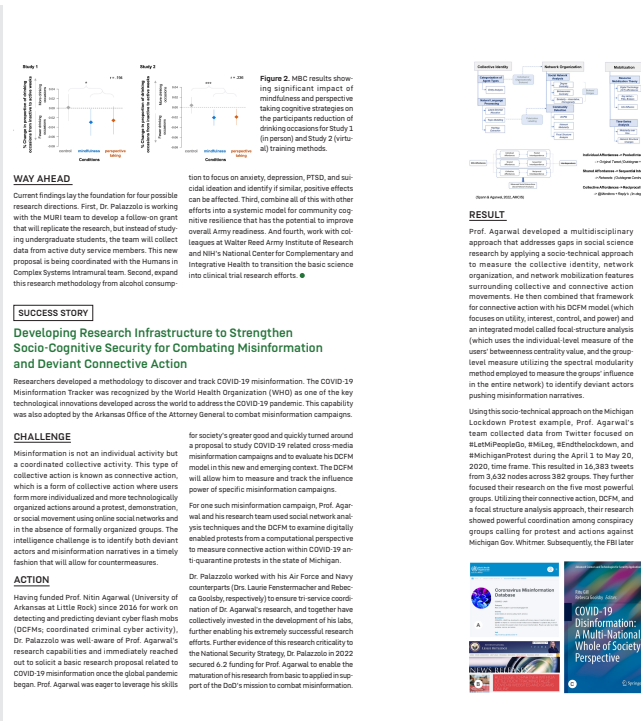 Study 1
Study 2
control
mindfulness
perspective
taking
Conditions
control
mindfulness
perspective
taking
Conditions
Figure 2. MBC results show-
ing significant impact of
mindfulness and perspective
taking cognitive strategies on
the participants reduction of
drinking occasions for Study 1
(in person) and Study 2 (virtu-
al) training methods.
WAY AHEAD
Current findings lay the foundation for four possible
research directions. First, Dr. Palazzolo is working
with the MURI team to develop a follow-on grant
that will replicate the research, but instead of study-
ing undergraduate students, the team will collect
data from active duty service members. This new
proposal is being coordinated with the Humans in
Complex Systems Intramural team. Second, expand
this research methodology from alcohol consump-
tion to focus on anxiety, depression, PTSD, and sui-
cidal ideation and identify if similar, positive effects
can be affected. Third, combine all of this with other
efforts into a systemic model for community cog-
nitive resilience that has the potential to improve
overall Army readiness. And fourth, work with col-
leagues at Walter Reed Army Institute of Research
and NIH's National Center for Complementary and
Integrative Health to transition the basic science
into clinical trial research efforts.
SUCCESS STORY
Developing Research Infrastructure to Strengthen
Socio-Cognitive Security for Combating Misinformation
and Deviant Connective Action
Researchers developed a methodology to discover and track COVID-19 misinformation. The COVID-19
Misinformation Tracker was recognized by the World Health Organization (WHO) as one of the key
technological innovations developed across the world to address the COVID-19 pandemic. This capability
was also adopted by the Arkansas Office of the Attorney General to combat misinformation campaigns.
CHALLENGE
Misinformation is not an individual activity but
a coordinated collective activity. This type of
collective action is known as connective action,
which is a form of collective action where users
form more individualized and more technologically
organized actions around a protest, demonstration,
or social movement using online social networks and
in the absence of formally organized groups. The
intelligence challenge is to identify both deviant
actors and misinformation narratives in a timely
fashion that will allow for countermeasures.
ACTION
Having funded Prof. Nitin Agarwal (University of
Arkansas at Little Rock) since 2016 for work on
detecting and predicting deviant cyber flash mobs
(DCFMs; coordinated criminal cyber activity),
Dr. Palazzolo was well-aware of Prof. Agarwal's
research capabilities and immediately reached
out to solicit a basic research proposal related to
COVID-19 misinformation once the global pandemic
began. Prof. Agarwal was eager to leverage his skills
for society's greater good and quickly turned around
a proposal to study COVID-19 related cross-media
misinformation campaigns and to evaluate his DCFM
model in this new and emerging context. The DCFM
will allow him to measure and track the influence
power of specific misinformation campaigns.
For one such misinformation campaign, Prof. Agar-
wal and his research team used social network anal-
ysis techniques and the DCFM to examine digitally
enabled protests from a computational perspective
to measure connective action within COVID-19 an-
ti-quarantine protests in the state of Michigan.
Dr. Palazzolo worked with his Air Force and Navy
counterparts (Drs. Laurie Fenstermacher and Rebec-
ca Goolsby, respectively) to ensure tri-service coordi-
nation of Dr. Agarwal's research, and together have
collectively invested in the development of his labs,
further enabling his extremely successful research
efforts. Further evidence of this research criticality to
the National Security Strategy, Dr. Palazzolo in 2022
secured 6.2 funding for Prof. Agarwal to enable the
maturation of his research from basic to applied in sup-
port of the DoD's mission to combat misinformation.
Collective Identity
Network Organization
Mobilization
RESULT
Prof. Agarwal developed a multidisciplinary
approach that addresses gaps in social science
research by applying a socio-technical approach
to measure the collective identity, network
organization, and network mobilization features
surrounding collective and connective action
movements. He then combined that framework
for connective action with his DCFM model (which
focuses on utility, interest, control, and power) and
an integrated model called focal-structure analysis
(which uses the individual-level measure of the
users' betweenness centrality value, and the group-
level measure utilizing the spectral modularity
method employed to measure the groups' influence
in the entire network) to identify deviant actors
pushing misinformation narratives.
Using this socio-technical approach on the Michigan
Lockdown Protest example, Prof. Agarwal's
team collected data from Twitter focused on
#LetMiPeopleGo, #MiLeg, #Endthelockdown, and
#MichiganProtest during the April 1 to May 20,
2020, time frame. This resulted in 16,383 tweets
from 3,632 nodes across 382 groups. They further
focused their research on the five most powerful
groups. Utilizing their connective action, DCFM, and
a focal structure analysis approach, their research
showed powerful coordination among conspiracy
groups calling for protest and actions against
Michigan Gov. Whitmer. Subsequently, the FBI later
Coronavirus Misinformation
Database
A
NEWS RELEASE
B
COVID-19
Disinformation:
A Multi-National,
Whole of Society
Perspective
C
Springer